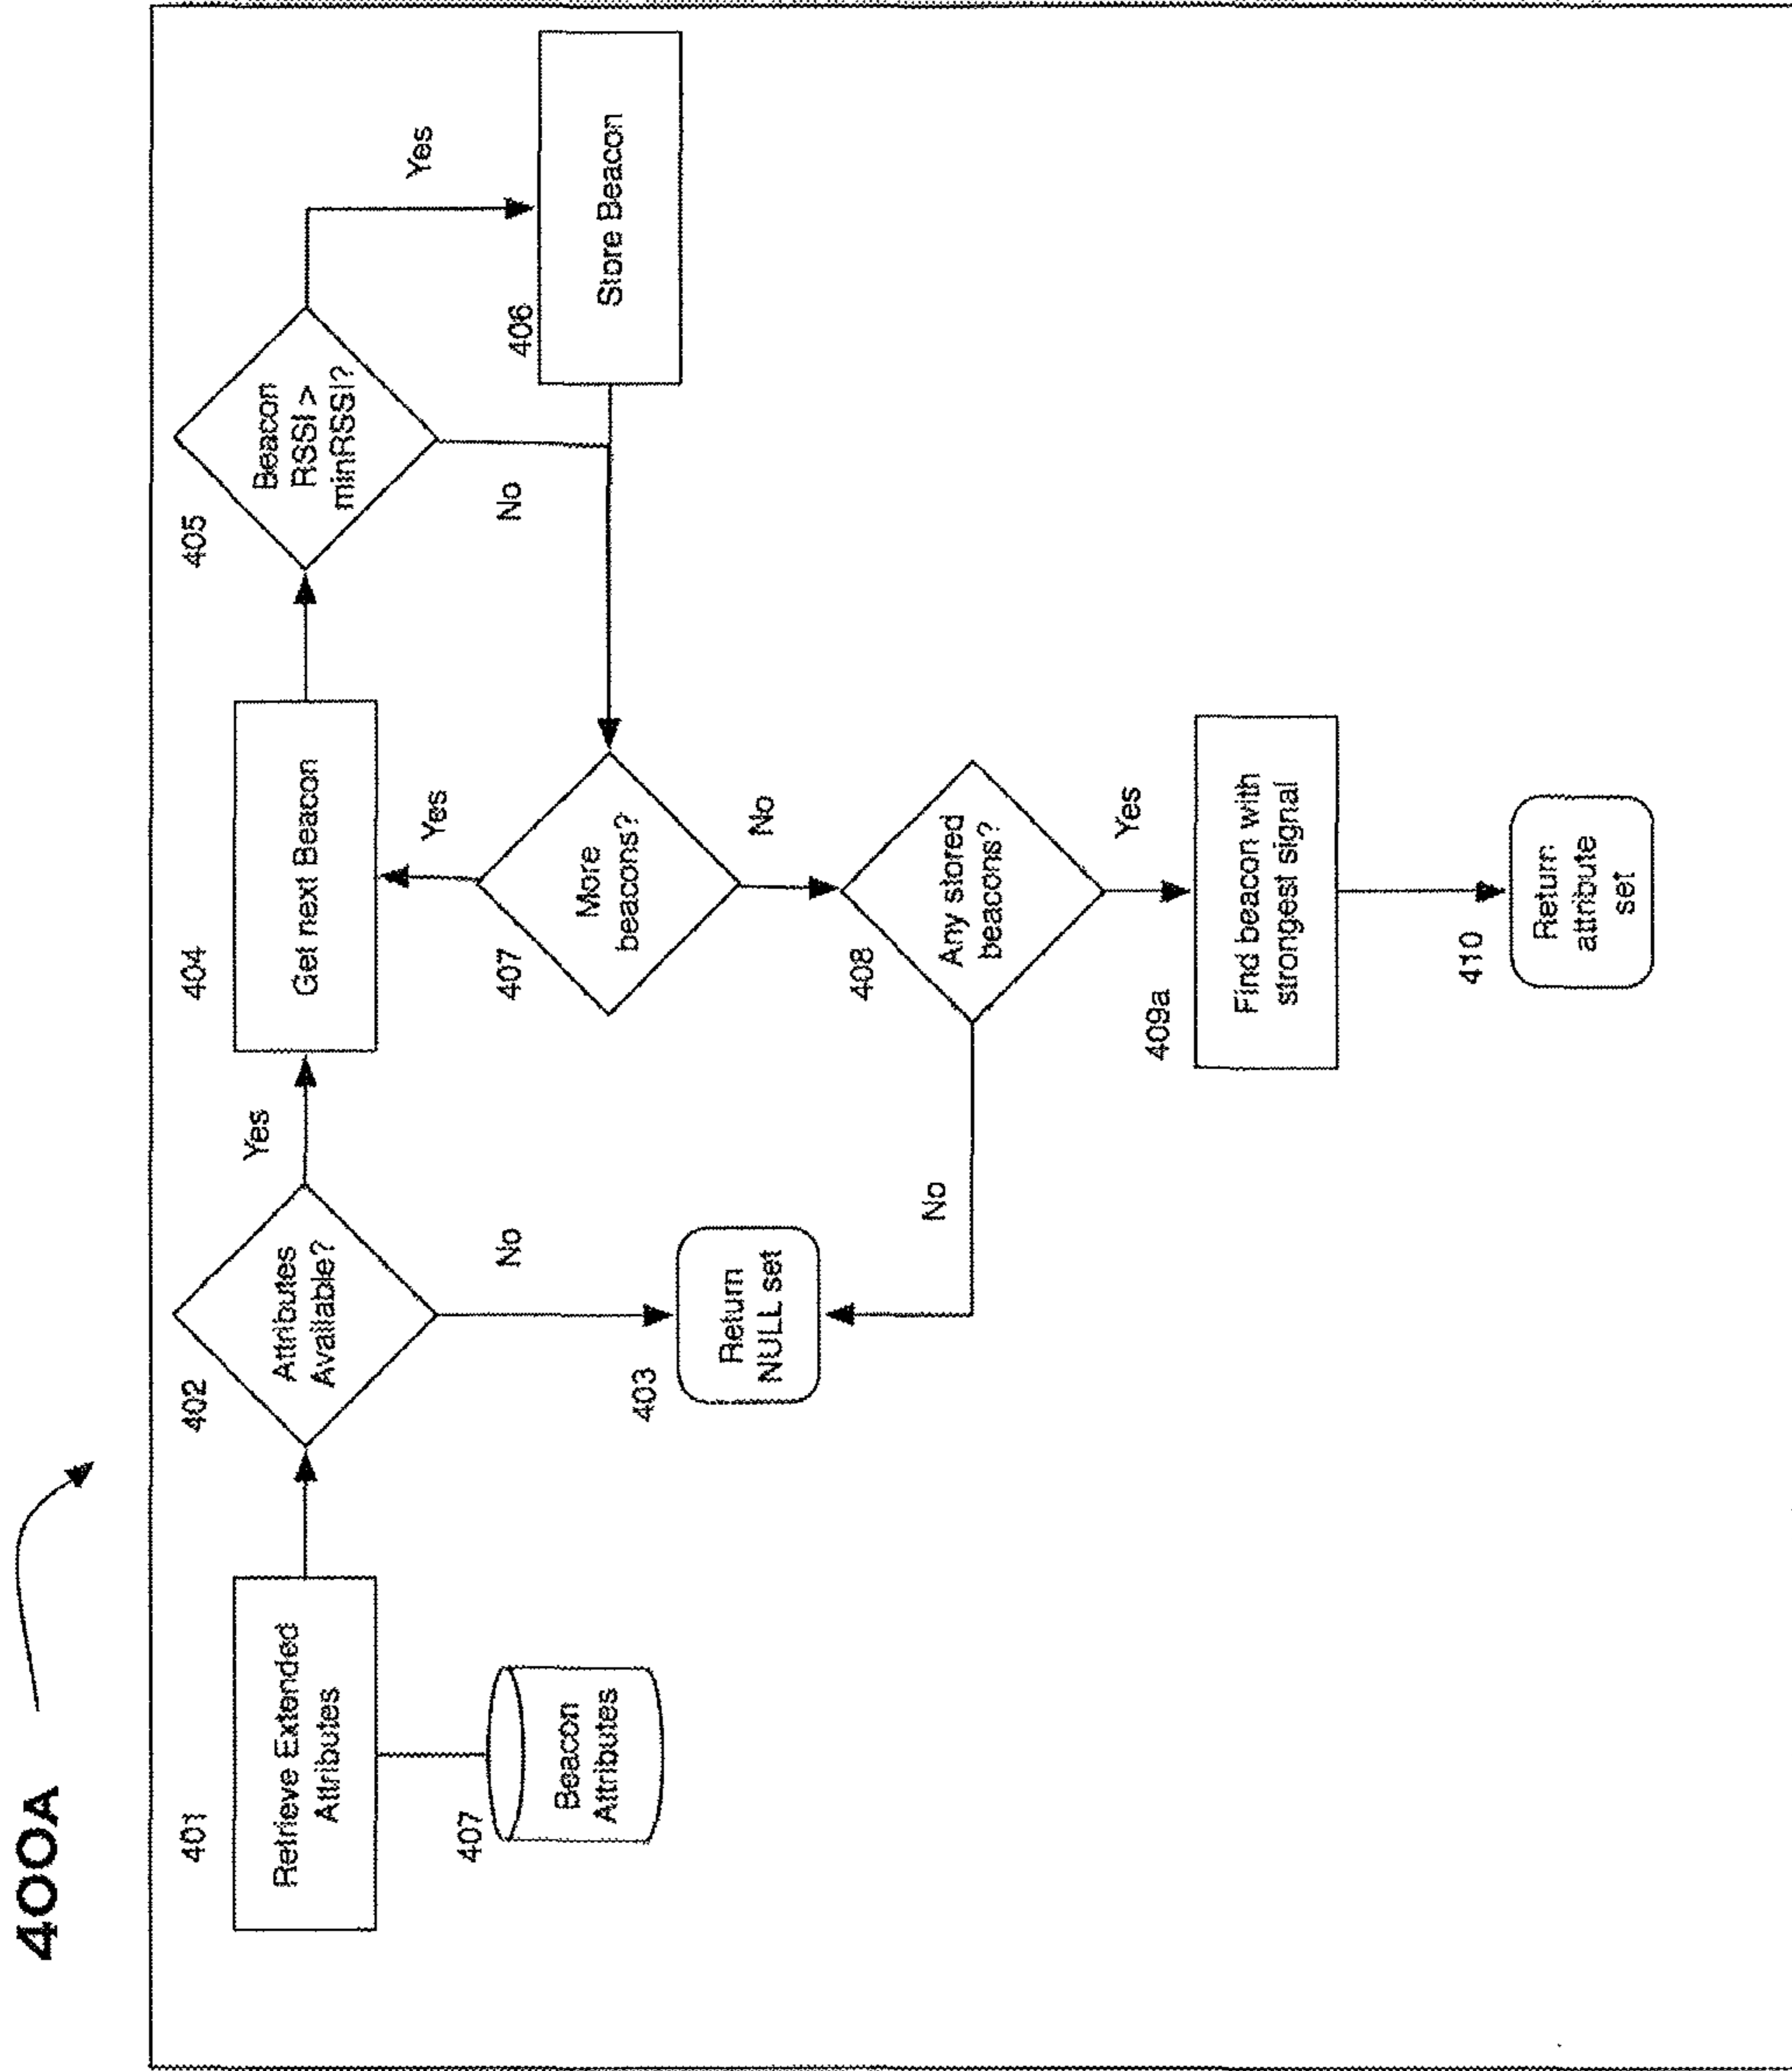 400A
401
Retrieve Extended
Attributes
407
Beacon
Attributes
402
Attributes
Available?
Yes
No
403
Return
NULL set
404
Get next Beacon
405
Beacon
RSSI >
minRSSI?
Yes
No
406
Store Beacon
407
More
beacons?
Yes
No
408
Any stored
beacons?
No
Yes
409a
Find beacon with
strongest signal
410
Return
attribute
set